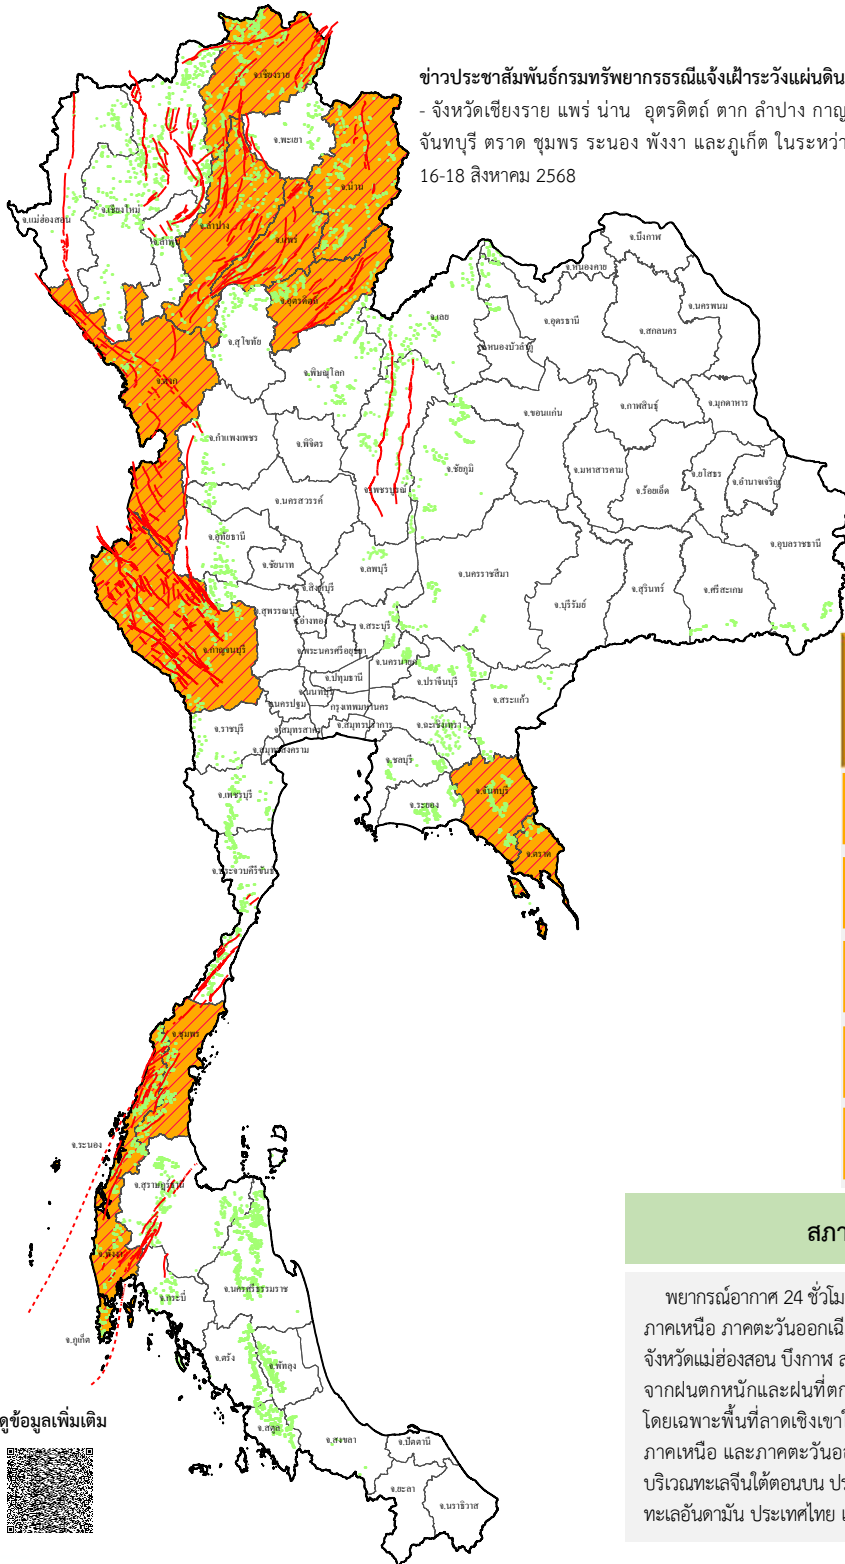 ข่าวประชาสัมพันธ์กรมทรัพยากรธรณีแจ้งเฝ้าระวังแผ่นดิน
- จังหวัดเชียงราย แพร่ น่าน อุตรดิตถ์ ตาก ลำปาง กาญ
จันทบุรี ตราด ชุมพร ระนอง พังงา และภูเก็ต ในระหว่า
16-18 สิงหาคม 2568
จ.เชียงราย
จ.พะเยา
จ.น่าน
จ.แม่ฮ่องสอน
จ.เชียงใหม่
จ.ลำปาง
จ.แพร่
จ.ลำพูน
จ.บึงกาฬ
จ.หนองคาย
จ.อุตรดิตถ์
จ.นครพนม
จ.เลย
จ.อุดรธานี
จ.สกลนคร
จ.สุโขทัย
จ.หนองบัวลำภู
จ.พิษณุโลก
จ.ตาก
จ.กาฬสินธุ์
จ.มุกดาหาร
จ.ขอนแก่น
จ.กำแพงเพชร
จ.พิจิตร
จ.ชัยภูมิ
จ.มหาสารคาม
จ.ยโสธร
จ.อำนาจเจริญ
จ.เพชรบูรณ์
จ.ร้อยเอ็ด
จ.นครสวรรค์
จ.อุทัยธานี
จ.อุบลราชธานี
จ.ชัยนาท
จ.ลพบุรี
จ.นครราชสีมา
จ.สิงห์บุรี
จ.บุรีรัมย์
จ.สุรินทร์
จ.ศรีสะเกษ
จ.สุพรรณบุรี
จ.อ่างทอง
จ.สระบุรี
จ.กาญจนบุรี
จ.พระนครศรีอยุธยา
จ.นครนายก
จ.ปทุมธานี
จ.ปราจีนบุรี
จ.นนทบุรี
จ.นครปฐม
กรุงเทพมหานคร
จ.สระแก้ว
จ.ราชบุรี
จ.สมุทรสาคร
จ.สมุทรปราการ
จ.ฉะเชิงเทรา
จ.สมุทรสงคราม
จ.ชลบุรี
จ.เพชรบุรี
จ.ระยอง
จ.จันทบุรี
จ.ตราด
จ.ประจวบคีรีขันธ์
จ.ชุมพร
จ.ระนอง
จ.สุราษฎร์ธานี
จ.พังงา
จ.กระบี่
จ.นครศรีธรรมราช
จ.ภูเก็ต
จ.ตรัง
จ.พัทลุง
จ.สตูล
จ.สงขลา
จ.ปัตตานี
จ.ยะลา
จ.นราธิวาส
ดูข้อมูลเพิ่มเติม
สภา
พยากรณ์อากาศ 24 ชั่วโม
ภาคเหนือ ภาคตะวันออกเฉี
จังหวัดแม่ฮ่องสอน บึงกาฬ ส
จากฝนตกหนักและฝนที่ตก
โดยเฉพาะพื้นที่ลาดเชิงเขาใ
ภาคเหนือ และภาคตะวันออ
บริเวณทะเลจีนใต้ตอนบน ปร
ทะเลอันดามัน ประเทศไทย แ